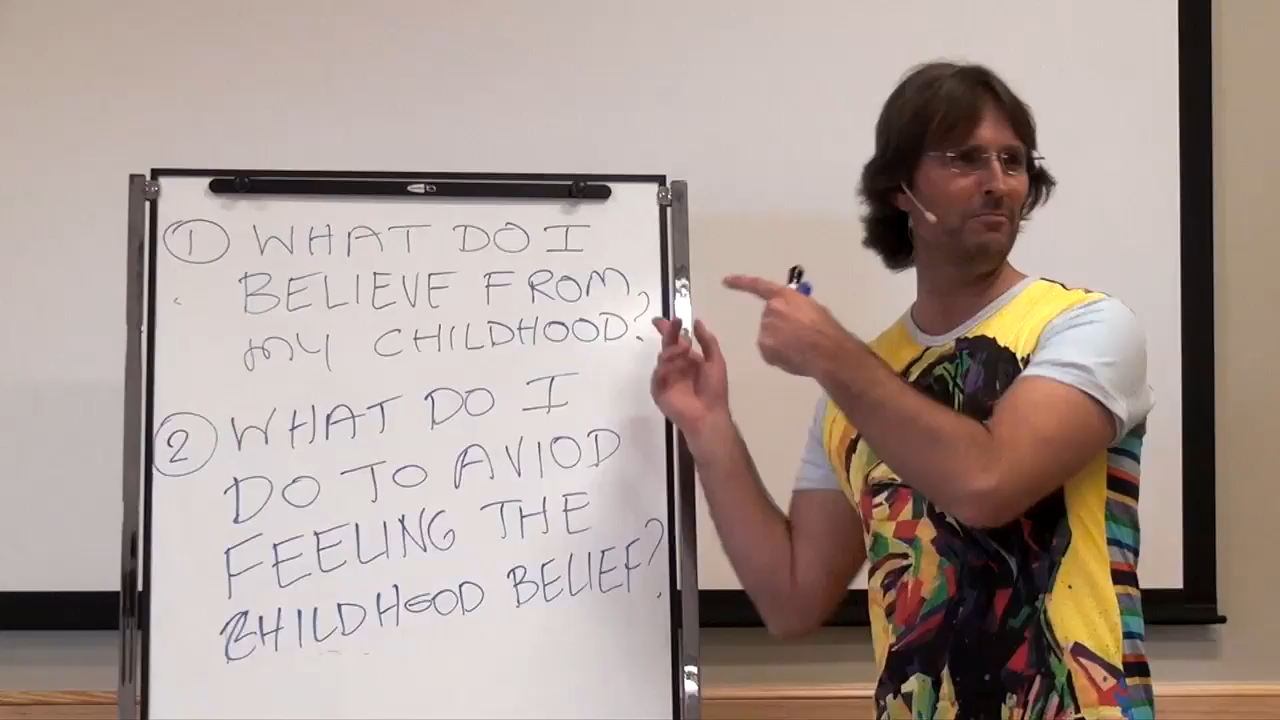 ① WHAT DO I
BELIEVE FROM
MY CHILDHOOD?
② WHAT DO I
DO TO AVIOD
FEELING THE
CHILDHOOD BELIEF?